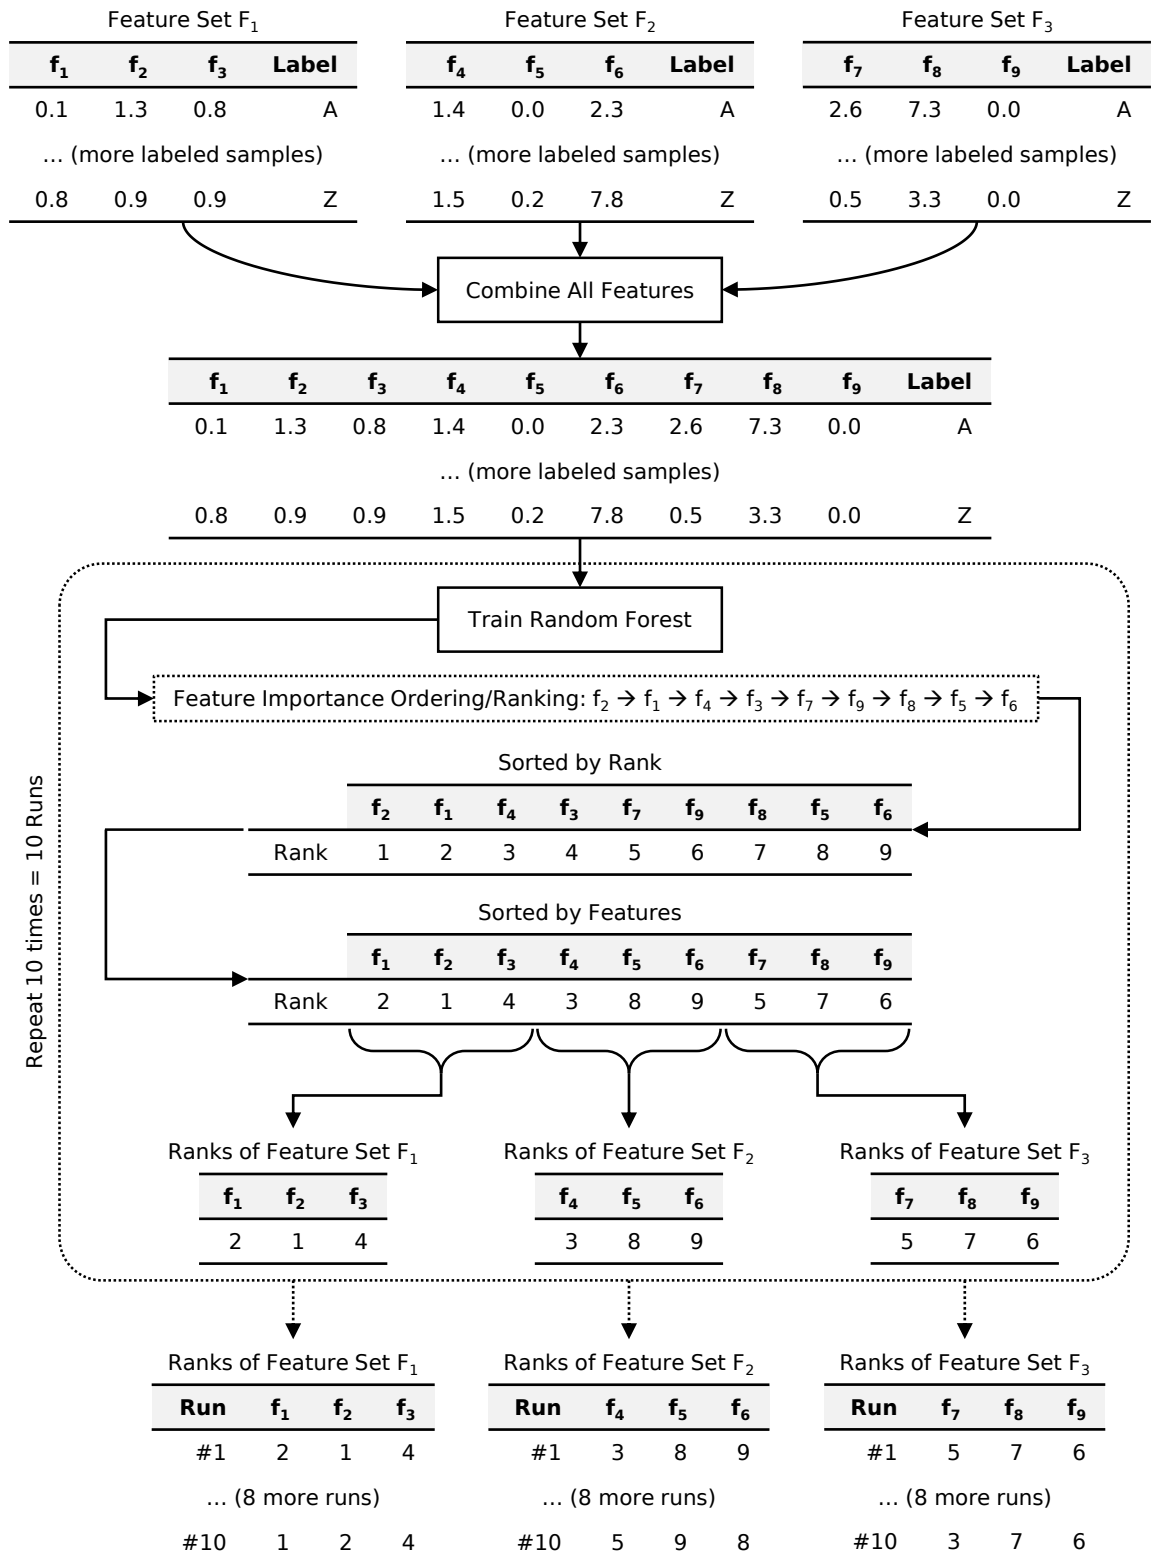 Feature Set F₁ Feature Set F₂ Feature Set F₃
f₁ f₂ f₃ Label f₄ f₅ f₆ Label f₇ f₈ f₉ Label
0.1 1.3 0.8 A 1.4 0.0 2.3 A 2.6 7.3 0.0 A
… (more labeled samples) … (more labeled samples) … (more labeled samples)
0.8 0.9 0.9 Z 1.5 0.2 7.8 Z 0.5 3.3 0.0 Z
Combine All Features
f₁ f₂ f₃ f₄ f₅ f₆ f₇ f₈ f₉ Label
0.1 1.3 0.8 1.4 0.0 2.3 2.6 7.3 0.0 A
… (more labeled samples)
0.8 0.9 0.9 1.5 0.2 7.8 0.5 3.3 0.0 Z
Repeat 10 times = 10 Runs
Train Random Forest
Feature Importance Ordering/Ranking: f₂ → f₁ → f₄ → f₃ → f₇ → f₉ → f₈ → f₅ → f₆
Sorted by Rank
f₂ f₁ f₄ f₃ f₇ f₉ f₈ f₅ f₆
Rank 1 2 3 4 5 6 7 8 9
Sorted by Features
f₁ f₂ f₃ f₄ f₅ f₆ f₇ f₈ f₉
Rank 2 1 4 3 8 9 5 7 6
Ranks of Feature Set F₁ Ranks of Feature Set F₂ Ranks of Feature Set F₃
f₁ f₂ f₃ f₄ f₅ f₆ f₇ f₈ f₉
2 1 4 3 8 9 5 7 6
Ranks of Feature Set F₁ Ranks of Feature Set F₂ Ranks of Feature Set F₃
Run f₁ f₂ f₃ Run f₄ f₅ f₆ Run f₇ f₈ f₉
#1 2 1 4 #1 3 8 9 #1 5 7 6
… (8 more runs) … (8 more runs) … (8 more runs)
#10 1 2 4 #10 5 9 8 #10 3 7 6